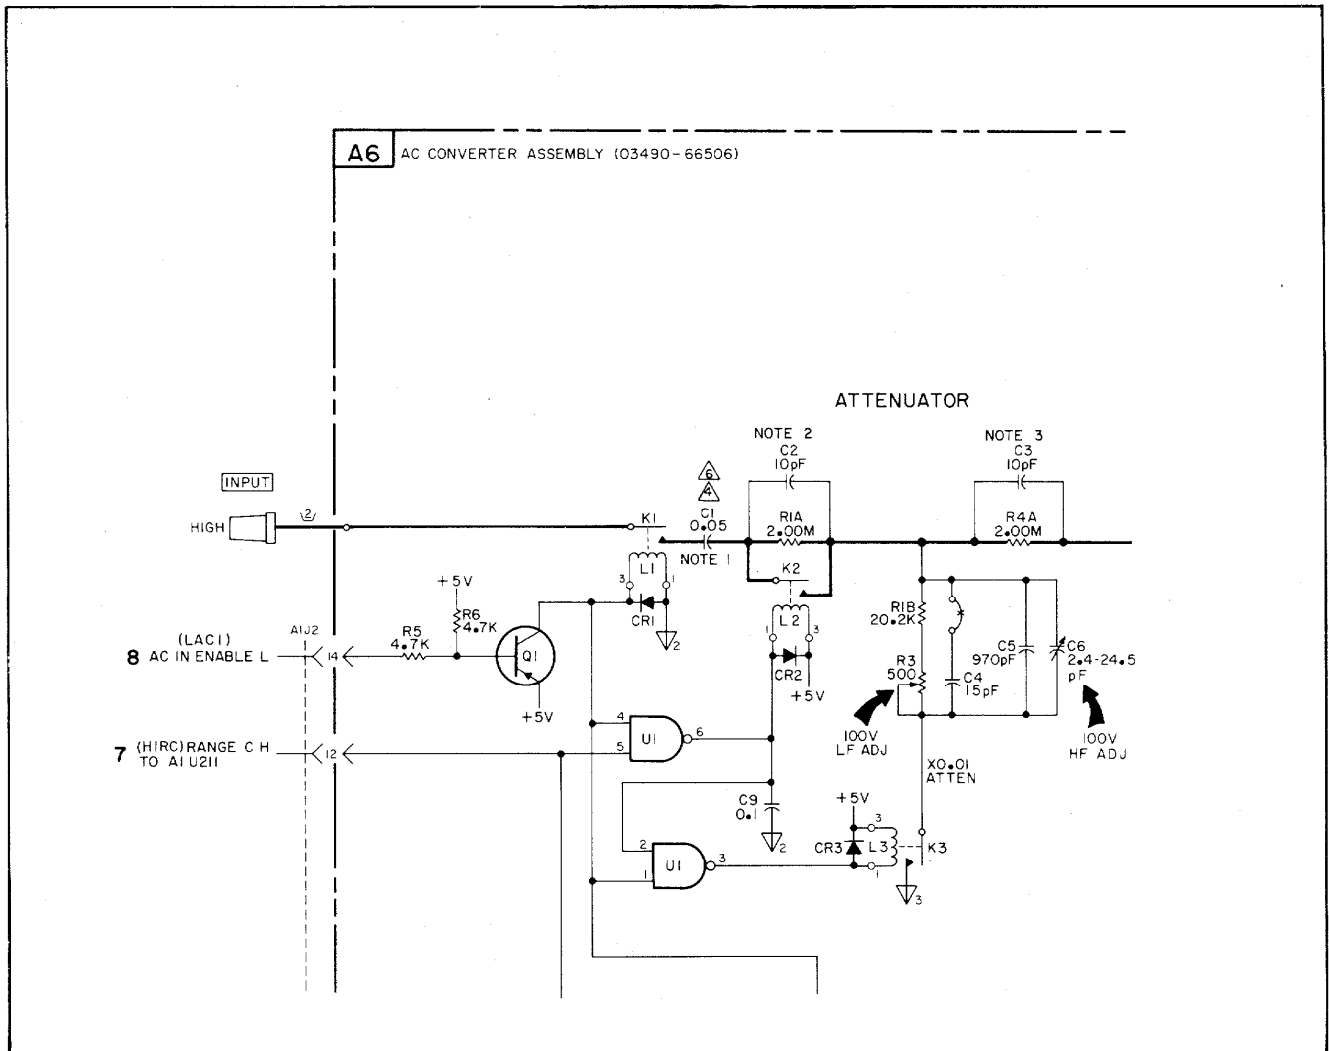 A6 AC CONVERTER ASSEMBLY (03490-66506)
ATTENUATOR
NOTE 2
C2
10pF
NOTE 3
C3
10pF
INPUT
HIGH
2
K1
6
4
C1
0.05
NOTE 1
R1A
2.00M
R4A
2.00M
K2
3
L1
1
CR1
2
L2
1
3
CR2
+5V
+5V
R6
4.7K
(LAC1)
8 AC IN ENABLE L
A1J2
14
R5
4.7K
Q1
+5V
R1B
20.2K
R3
500
C4
15pF
C5
970pF
C6
2.4-24.5
pF
100V
LF ADJ
100V
HF ADJ
7 (HIRC) RANGE C H
TO A1U211
12
4
5
U1
6
X0.01
ATTEN
C9
0.1
2
+5V
3
CR3
L3
K3
1
3
2
1
U1
3